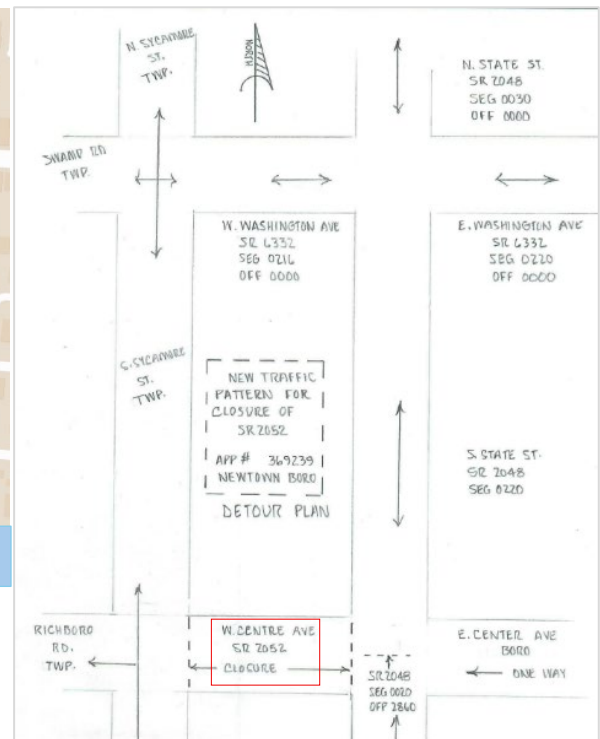 N. SYCAMORE
ST.
TWP.
NORTH
N. STATE ST.
SR 2048
SEG 0030
OFF 0000
SWAMP RD
TWP.
W. WASHINGTON AVE
SR 6332
SEG 0216
OFF 0000
E. WASHINGTON AVE
SR 6332
SEG 0220
OFF 0000
S. SYCAMORE
ST.
TWP.
NEW TRAFFIC
PATTERN FOR
CLOSURE OF
SR 2052
APP # 369239
NEWTOWN BORO
DETOUR PLAN
S. STATE ST.
SR 2048
SEG 0220
RICHBORO
RD.
TWP.
W. CENTRE AVE
SR 2052
CLOSURE
SR 2048
SEG 0020
OFF 2860
E. CENTER AVE
BORO
ONE WAY